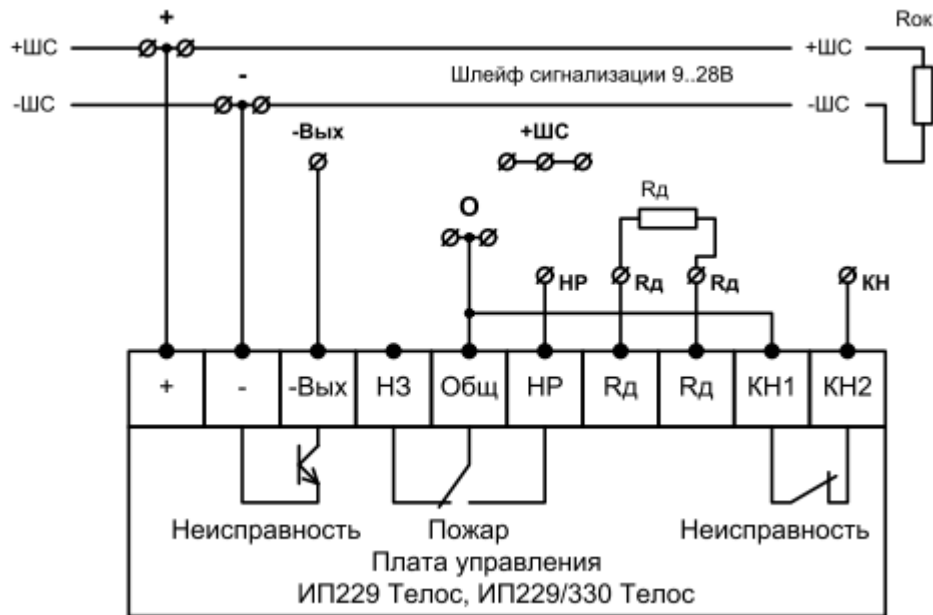 +
Rок
+ШС +ШС
-
Шлейф сигнализации 9..28В
-ШС -ШС
-Вых +ШС
Rд
О
НР Rд Rд КН
+ - -Вых НЗ Общ НР Rд Rд КН1 КН2
Неисправность Пожар Неисправность
Плата управления
ИП229 Телос, ИП229/330 Телос